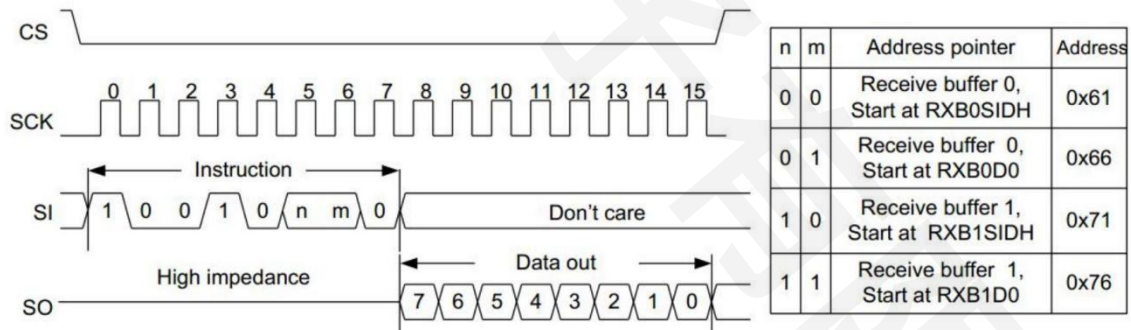 CS
SCK
0 1 2 3 4 5 6 7 8 9 10 11 12 13 14 15
Instruction
SI
1 0 0 1 0 n m 0
Don't care
High impedance
Data out
SO
7 6 5 4 3 2 1 0
n m Address pointer Address
0 0 Receive buffer 0, 0x61
Start at RXB0SIDH
0 1 Receive buffer 0, 0x66
Start at RXB0D0
1 0 Receive buffer 1, 0x71
Start at RXB1SIDH
1 1 Receive buffer 1, 0x76
Start at RXB1D0